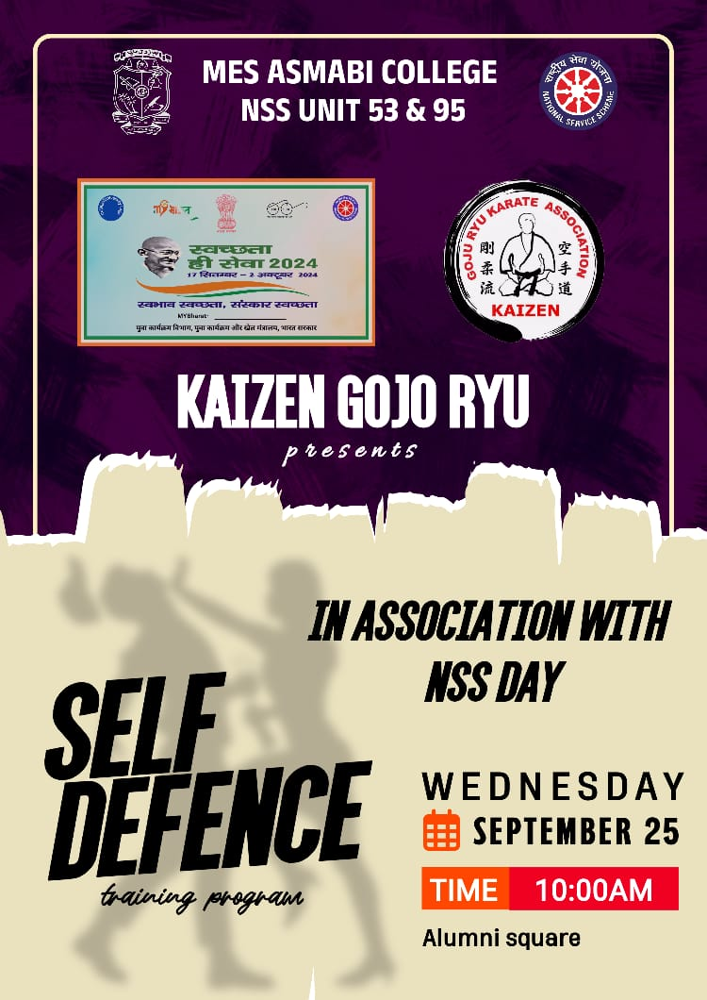 MES ASMABI COLLEGE
NSS UNIT 53 & 95
राष्ट्रीय सेवा योजना
NATIONAL SERVICE SCHEME
स्वच्छता
ही सेवा 2024
17 सितम्बर – 2 अक्टूबर 2024
स्वभाव स्वच्छता, संस्कार स्वच्छता
MYBharat-
युवा कार्यक्रम विभाग, युवा कार्यक्रम और खेल मंत्रालय, भारत सरकार
GOJU RYU KARATE ASSOCIATION
剛柔流
空手道
KAIZEN
KAIZEN GOJO RYU
presents
IN ASSOCIATION WITH
NSS DAY
SELF
DEFENCE
training program
WEDNESDAY
SEPTEMBER 25
TIME 10:00AM
Alumni square